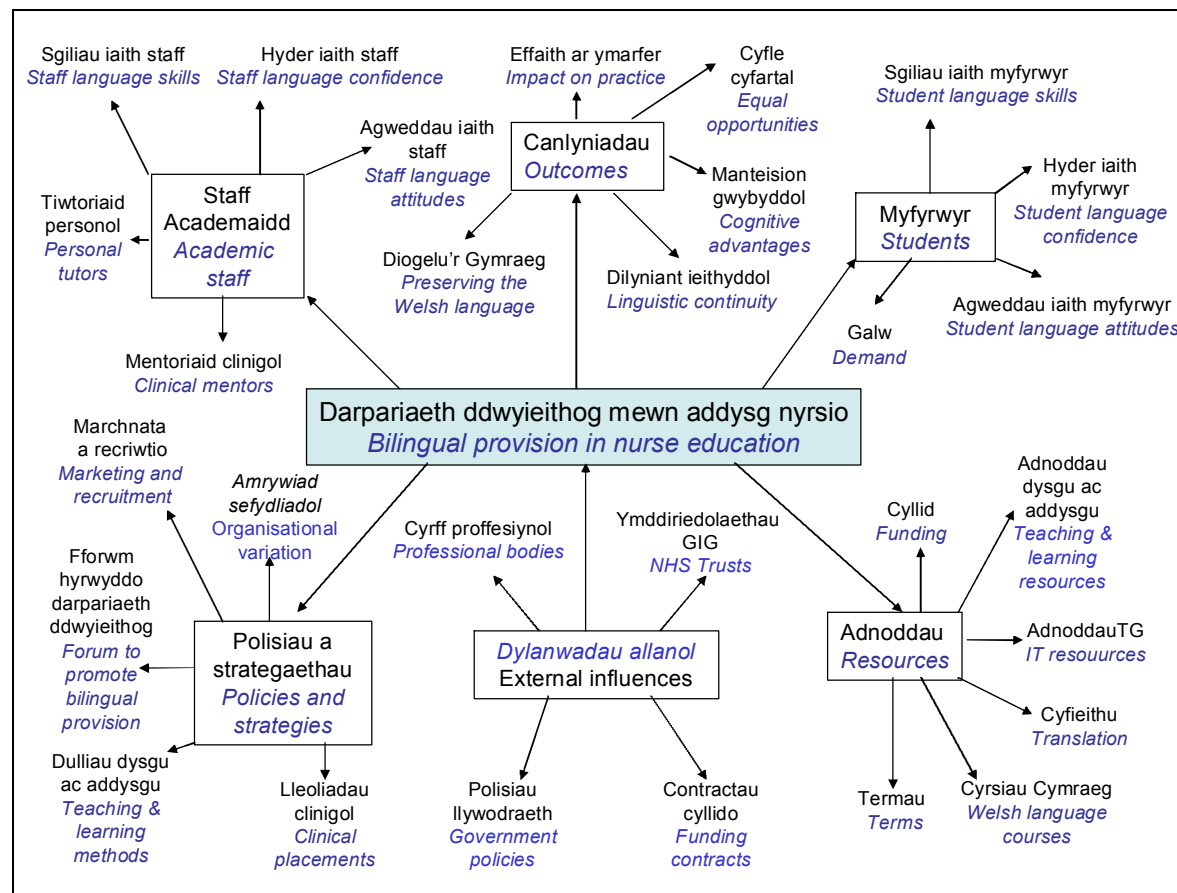 Sgiliau iaith staff
Staff language skills
Hyder iaith staff
Staff language confidence
Agweddau iaith
staff
Staff language
attitudes
Staff
Academaidd
Academic
staff
Tiwtoriaid
personol
Personal
tutors
Mentoriaid clinigol
Clinical mentors
Effaith ar ymarfer
Impact on practice
Cyfle
cyfartal
Equal
opportunities
Canlyniadau
Outcomes
Manteision
gwybyddol
Cognitive
advantages
Diogelu'r Gymraeg
Preserving the
Welsh language
Dilyniant ieithyddol
Linguistic continuity
Sgiliau iaith myfyrwyr
Student language skills
Hyder iaith
myfyrwyr
Student language
confidence
Myfyrwyr
Students
Agweddau iaith myfyrwyr
Student language attitudes
Galw
Demand
Darpariaeth ddwyieithog mewn addysg nyrsio
Bilingual provision in nurse education
Marchnata
a recriwtio
Marketing and
recruitment
Amrywiad
sefydliadol
Organisational
variation
Fforwm
hyrwyddo
darpariaeth
ddwyieithog
Forum to
promote
bilingual
provision
Polisiau a
strategaethau
Policies and
strategies
Dulliau dysgu
ac addysgu
Teaching &
learning
methods
Lleoliadau
clinigol
Clinical
placements
Cyrff proffesiynol
Professional bodies
Ymddiriedolaethau
GIG
NHS Trusts
Dylanwadau allanol
External influences
Polisiau
llywodraeth
Government
policies
Contractau
cyllido
Funding
contracts
Cyllid
Funding
Adnoddau
dysgu ac
addysgu
Teaching &
learning
resources
Adnoddau
Resources
AdnoddauTG
IT resouurces
Cyfieithu
Translation
Termau
Terms
Cyrsiau Cymraeg
Welsh language
courses